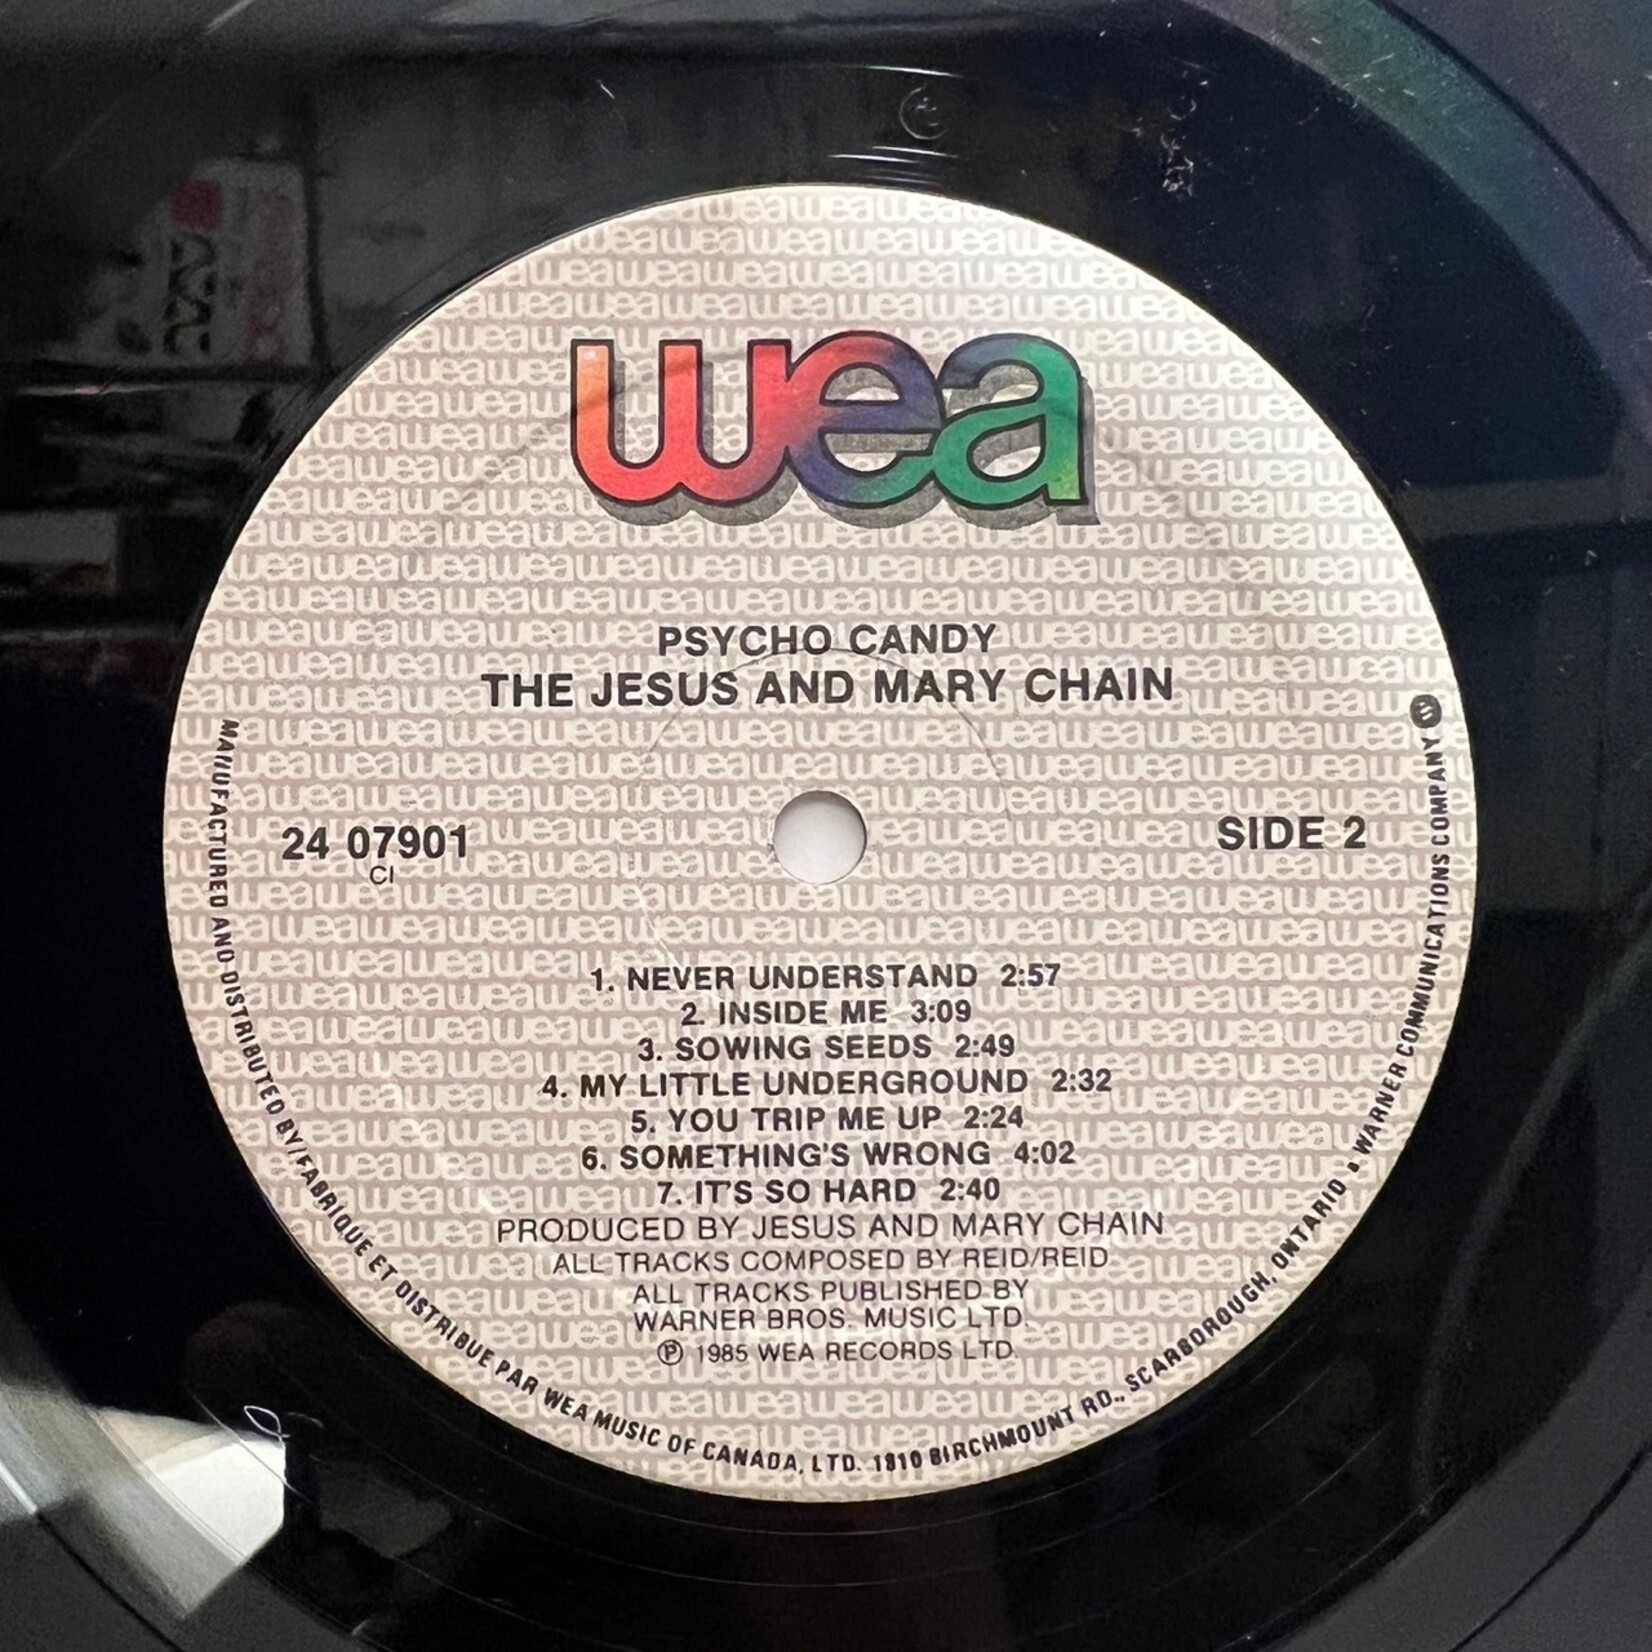 wea
PSYCHO CANDY
THE JESUS AND MARY CHAIN
24 07901
CI
SIDE 2
1. NEVER UNDERSTAND 2:57
2. INSIDE ME 3:09
3. SOWING SEEDS 2:49
4. MY LITTLE UNDERGROUND 2:32
5. YOU TRIP ME UP 2:24
6. SOMETHING'S WRONG 4:02
7. IT'S SO HARD 2:40
PRODUCED BY JESUS AND MARY CHAIN
ALL TRACKS COMPOSED BY REID/REID
ALL TRACKS PUBLISHED BY
WARNER BROS. MUSIC LTD.
℗ 1985 WEA RECORDS LTD.
MANUFACTURED AND DISTRIBUTED BY/FABRIQUE ET DISTRIBUE PAR WEA MUSIC OF CANADA, LTD. 1810 BIRCHMOUNT RD., SCARBOROUGH, ONTARIO • WARNER COMMUNICATIONS COMPANY